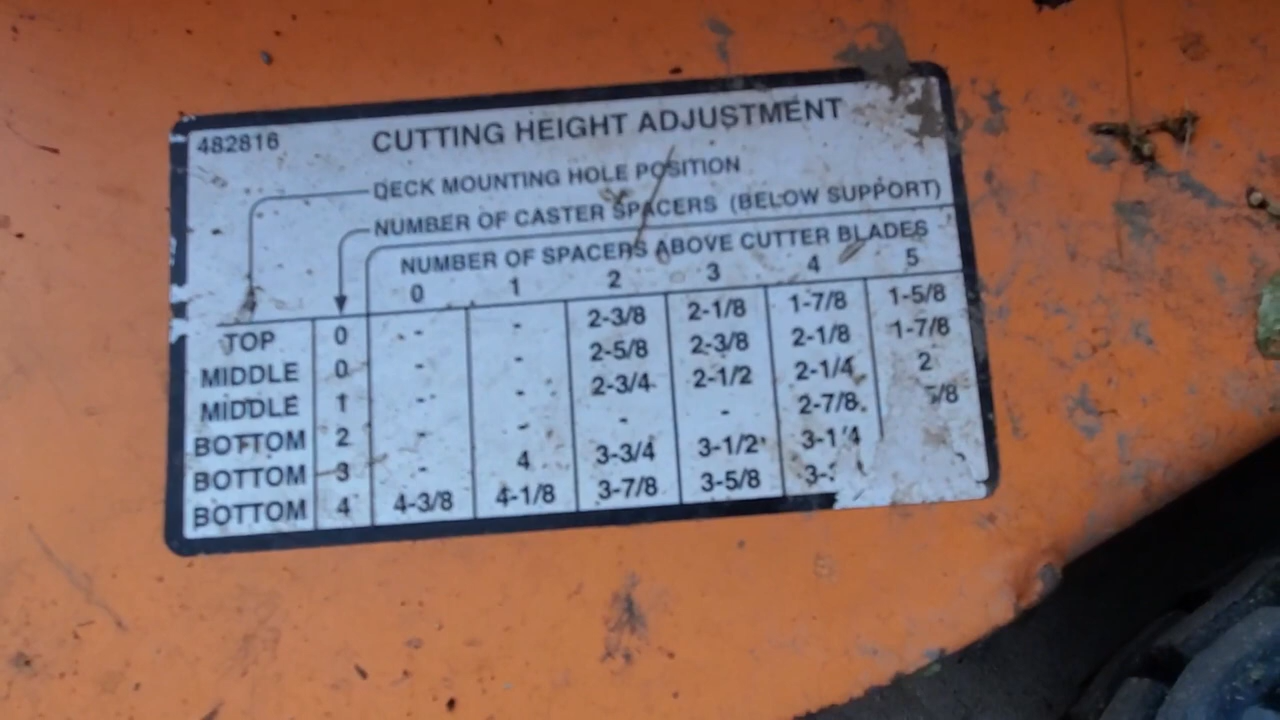 482816
CUTTING HEIGHT ADJUSTMENT
DECK MOUNTING HOLE POSITION
NUMBER OF CASTER SPACERS (BELOW SUPPORT)
NUMBER OF SPACERS ABOVE CUTTER BLADES
0 1 2 3 4 5
TOP 0 - - 2-3/8 2-1/8 1-7/8 1-5/8
MIDDLE 0 - - 2-5/8 2-3/8 2-1/8 1-7/8
MIDDLE 1 - - 2-3/4 2-1/2 2-1/4 2
BOTTOM 2 - - - - 2-7/8
BOTTOM 3 - 4 3-3/4 3-1/2 3-1/4
BOTTOM 4 4-3/8 4-1/8 3-7/8 3-5/8